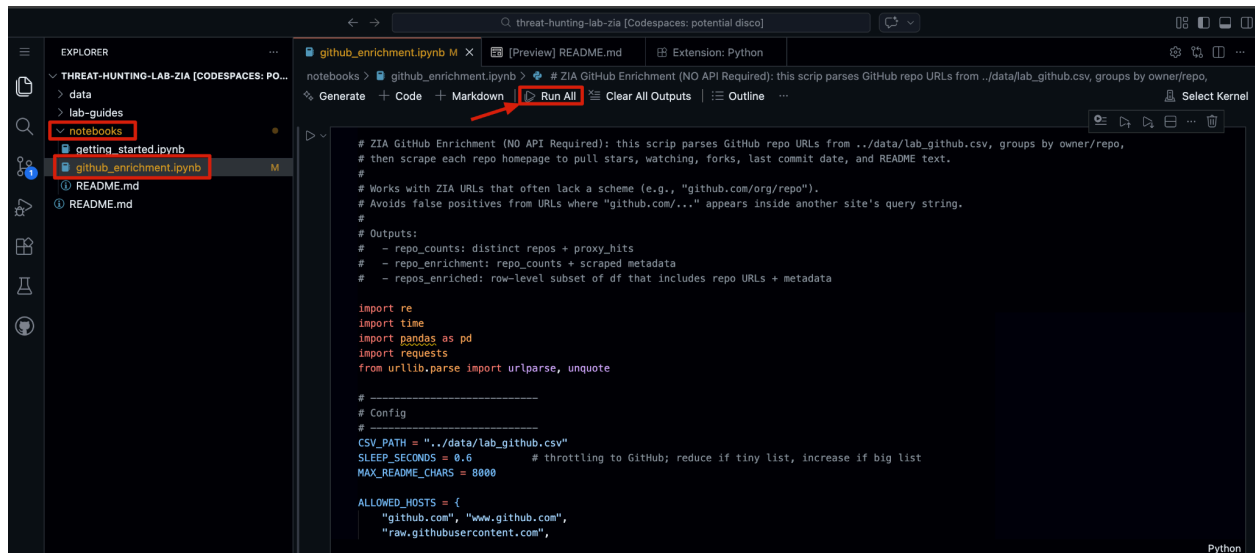 threat-hunting-lab-zia [Codespaces: potential disco]
EXPLORER
THREAT-HUNTING-LAB-ZIA [CODESPACES: PO...
data
lab-guides
notebooks
getting_started.ipynb
github_enrichment.ipynb M
README.md
README.md
1
github_enrichment.ipynb M
[Preview] README.md
Extension: Python
notebooks > github_enrichment.ipynb > # ZIA GitHub Enrichment (NO API Required): this scrip parses GitHub repo URLs from ../data/lab_github.csv, groups by owner/repo,
Generate + Code + Markdown Run All Clear All Outputs Outline ...
Select Kernel
# ZIA GitHub Enrichment (NO API Required): this scrip parses GitHub repo URLs from ../data/lab_github.csv, groups by owner/repo,
# then scrape each repo homepage to pull stars, watching, forks, last commit date, and README text.
#
# Works with ZIA URLs that often lack a scheme (e.g., "github.com/org/repo").
# Avoids false positives from URLs where "github.com/..." appears inside another site's query string.
#
# Outputs:
#   - repo_counts: distinct repos + proxy_hits
#   - repo_enrichment: repo_counts + scraped metadata
#   - repos_enriched: row-level subset of df that includes repo URLs + metadata
import re
import time
import pandas as pd
import requests
from urllib.parse import urlparse, unquote
# ----------------------------
# Config
# ----------------------------
CSV_PATH = "../data/lab_github.csv"
SLEEP_SECONDS = 0.6 # throttling to GitHub; reduce if tiny list, increase if big list
MAX_README_CHARS = 8000
ALLOWED_HOSTS = {
"github.com", "www.github.com",
"raw.githubusercontent.com",
Python